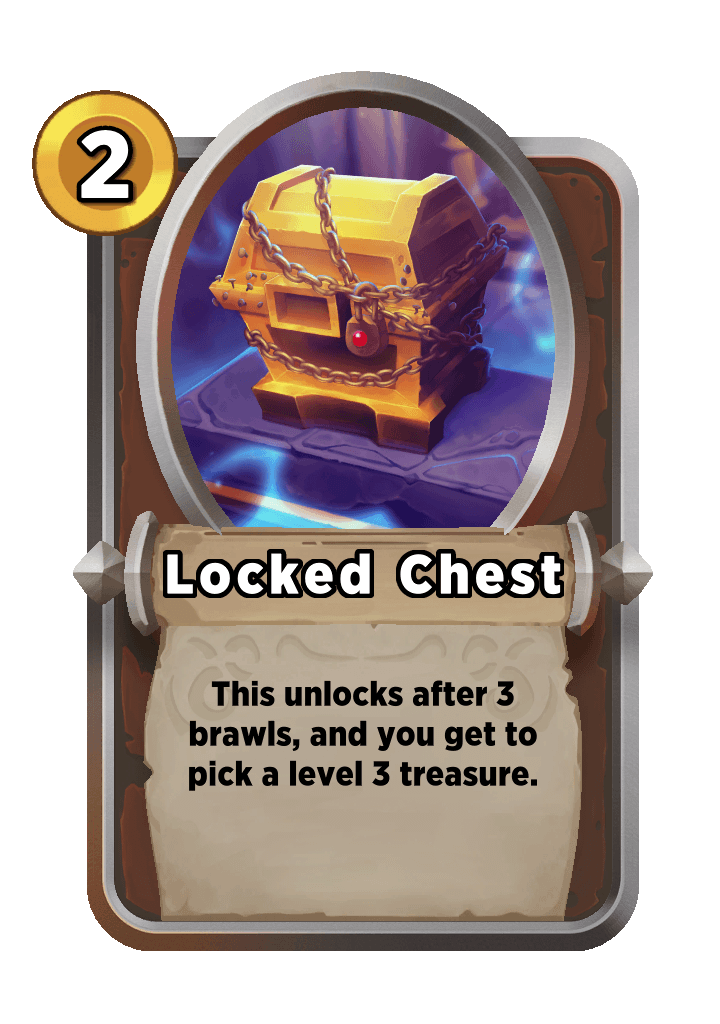 2
Locked Chest
This unlocks after 3
brawls, and you get to
pick a level 3 treasure.